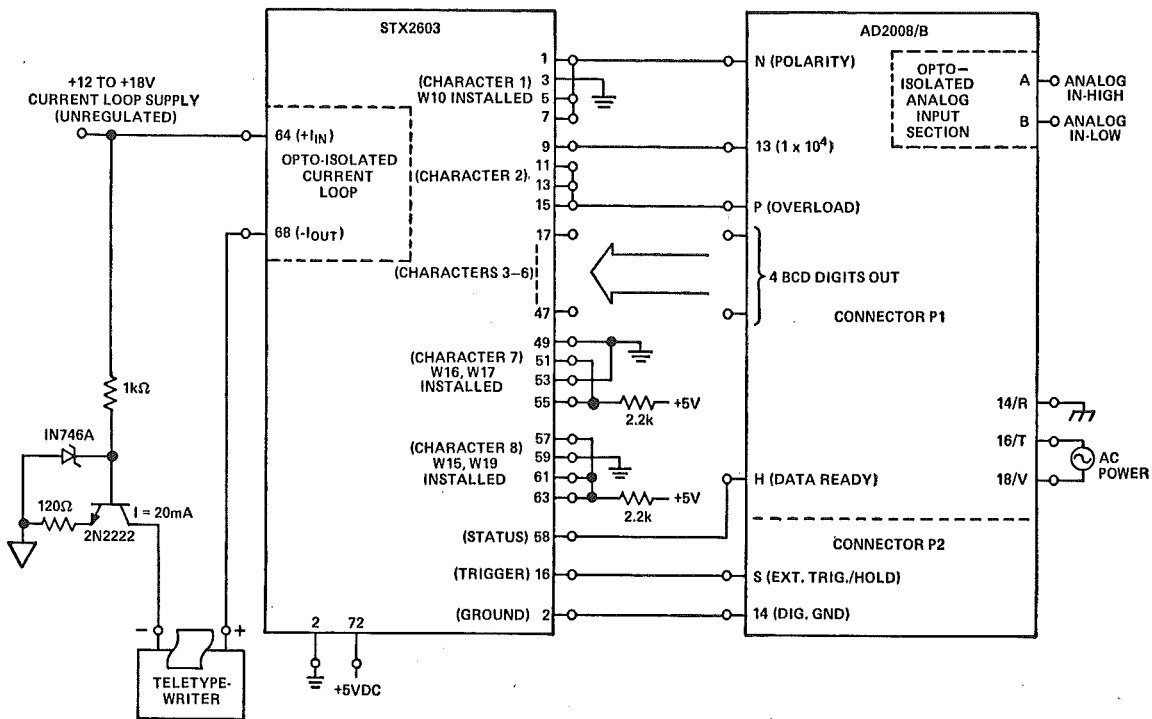 STX2603
AD2008/B
+12 TO +18V
CURRENT LOOP SUPPLY
(UNREGULATED)
64 (+IIN)
OPTO-ISOLATED
CURRENT
LOOP
68 (-IOUT)
1kΩ
IN746A
120Ω
I = 20mA
2N2222
-
+
TELETYPE-
WRITER
1
(CHARACTER 1)
3
W10 INSTALLED
5
7
9
11
(CHARACTER 2)
13
15
17
(CHARACTERS 3–6)
47
49
(CHARACTER 7)
51
W16, W17
53
INSTALLED
55
+5V
2.2k
57
(CHARACTER 8)
59
W15, W19
61
INSTALLED
63
+5V
2.2k
(STATUS) 58
(TRIGGER) 16
(GROUND) 2
2
72
+5VDC
N (POLARITY)
OPTO–
ISOLATED
ANALOG
INPUT
SECTION
A
ANALOG
IN-HIGH
B
ANALOG
IN-LOW
13 (1 x 10⁴)
P (OVERLOAD)
4 BCD DIGITS OUT
CONNECTOR P1
14/R
16/T
AC
POWER
18/V
H (DATA READY)
CONNECTOR P2
S (EXT. TRIG./HOLD)
14 (DIG. GND)